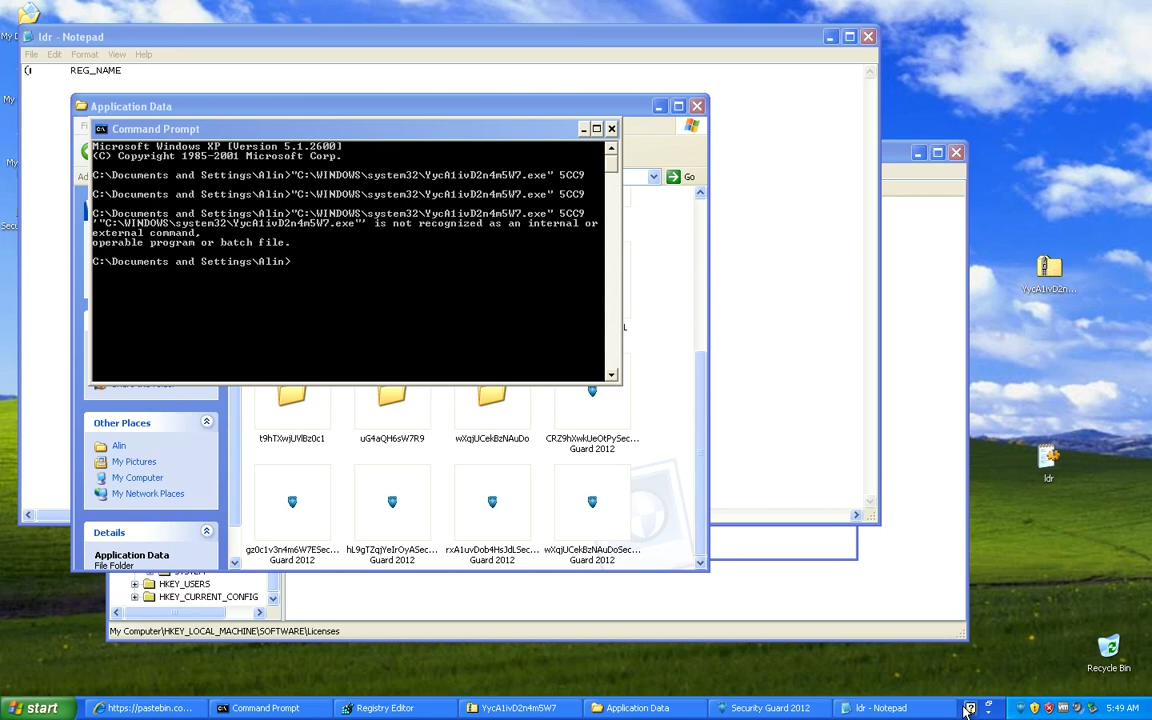 My D
ldr - Notepad
File Edit Format View Help
REG_NAME
My
My
Secu
Application Data
Fi
Ad
Go
Command Prompt
Microsoft Windows XP [Version 5.1.2600]
(C) Copyright 1985-2001 Microsoft Corp.
C:\Documents and Settings\Alin>"C:\WINDOWS\system32\YycA1ivD2n4m5W7.exe" 5CC9
C:\Documents and Settings\Alin>"C:\WINDOWS\system32\YycA1ivD2n4m5W7.exe" 5CC9
C:\Documents and Settings\Alin>"C:\WINDOWS\system32\YycA1ivD2n4m5W7.exe" 5CC9
'"C:\WINDOWS\system32\YycA1ivD2n4m5W7.exe"' is not recognized as an internal or
external command,
operable program or batch file.
C:\Documents and Settings\Alin>
Other Places
Alin
My Pictures
My Computer
My Network Places
Details
Application Data
File Folder
t9hTXwjUVlBz0c1
uG4aQH6sW7R9
wXqjUCekBzNAuDo
CRZ9hXwkUeOtPySec...
Guard 2012
gz0c1v3n4m6W7ESec...
Guard 2012
hL9gTZqjYeIrOyASec...
Guard 2012
rxA1uvDob4HsJdLSec...
Guard 2012
wXqjUCekBzNAuDoSec...
Guard 2012
HKEY_USERS
HKEY_CURRENT_CONFIG
My Computer\HKEY_LOCAL_MACHINE\SOFTWARE\Licenses
YycA1ivD2n...
ldr
Recycle Bin
start
https://pastebin.co...
Command Prompt
Registry Editor
YycA1ivD2n4m5W7
Application Data
Security Guard 2012
ldr - Notepad
5:49 AM